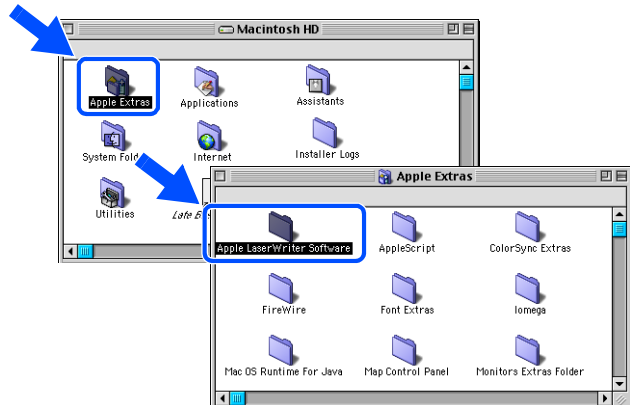 Macintosh HD
Apple Extras
Applications
Assistants
System Fold
Internet
Installer Logs
Utilities
Apple Extras
Apple LaserWriter Software
AppleScript
ColorSync Extras
FireWire
Font Extras
Iomega
Mac OS Runtime For Java
Map Control Panel
Monitors Extras Folder